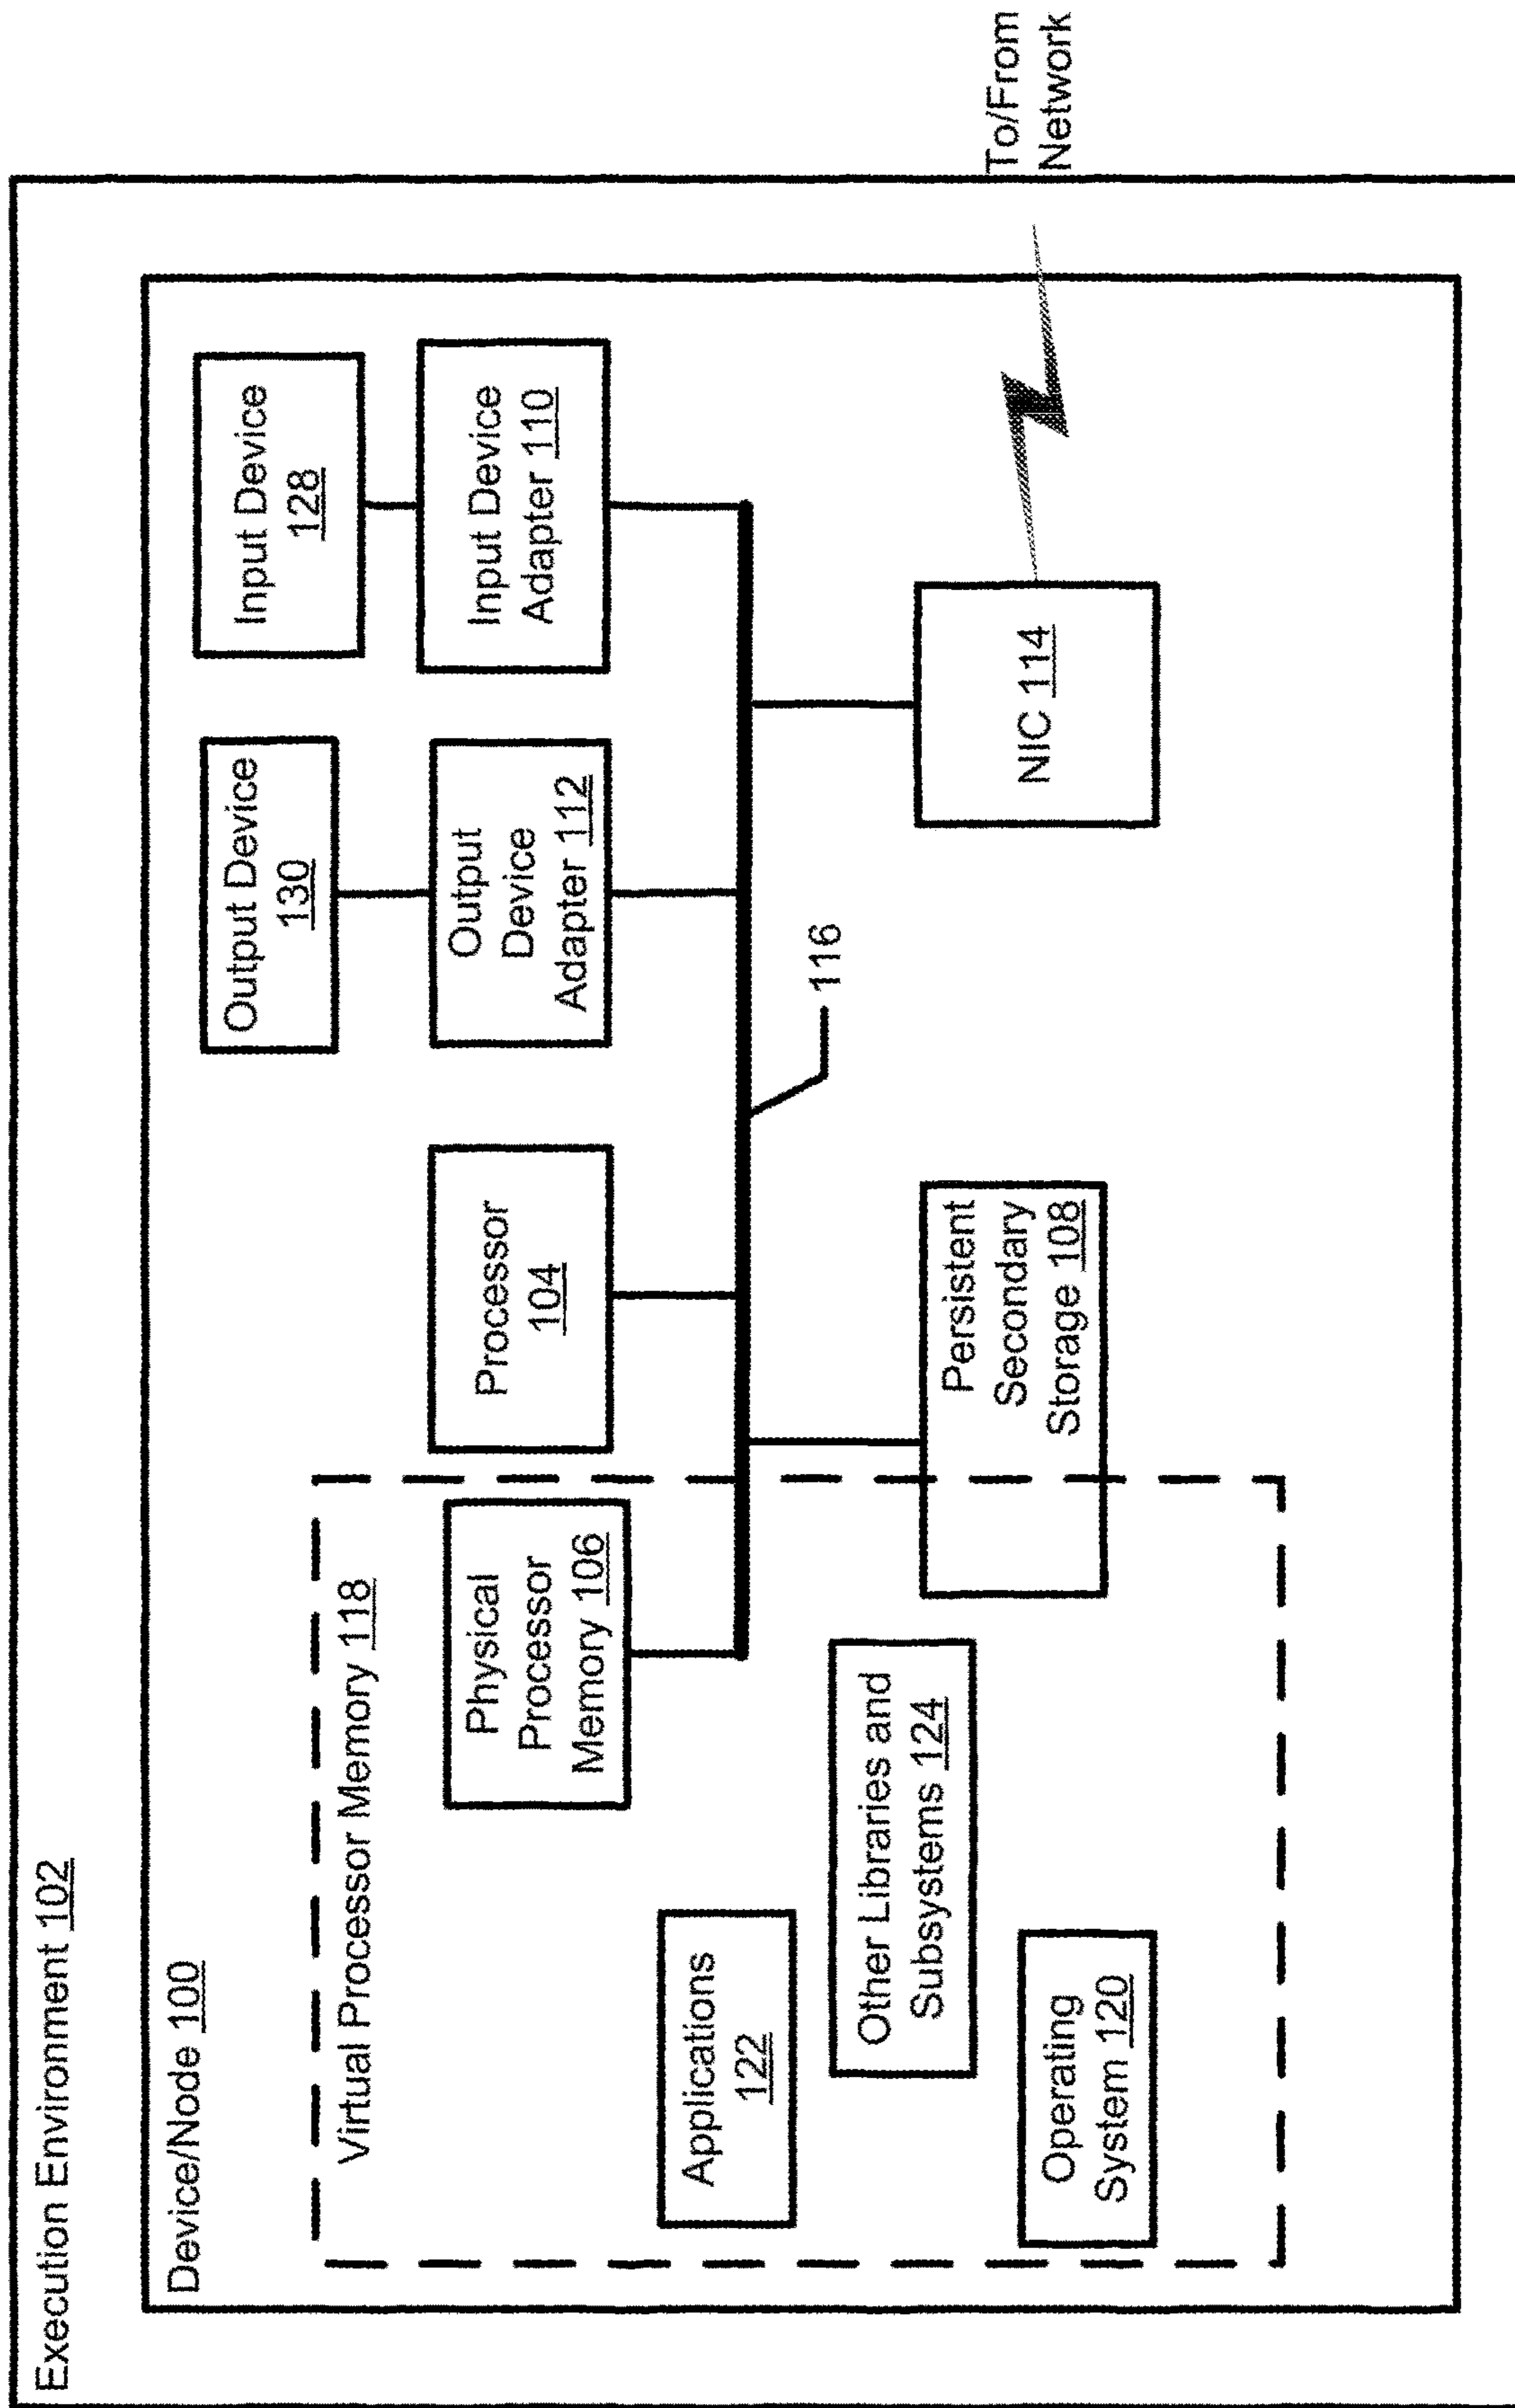 Execution Environment 102
Device/Node 100
Virtual Processor Memory 118
Applications
122
Other Libraries and
Subsystems 124
Operating
System 120
Physical
Processor
Memory 106
Processor
104
Persistent
Secondary
Storage 108
116
Output Device
130
Output
Device
Adapter 112
Input Device
128
Input Device
Adapter 110
NIC 114
To/From
Network